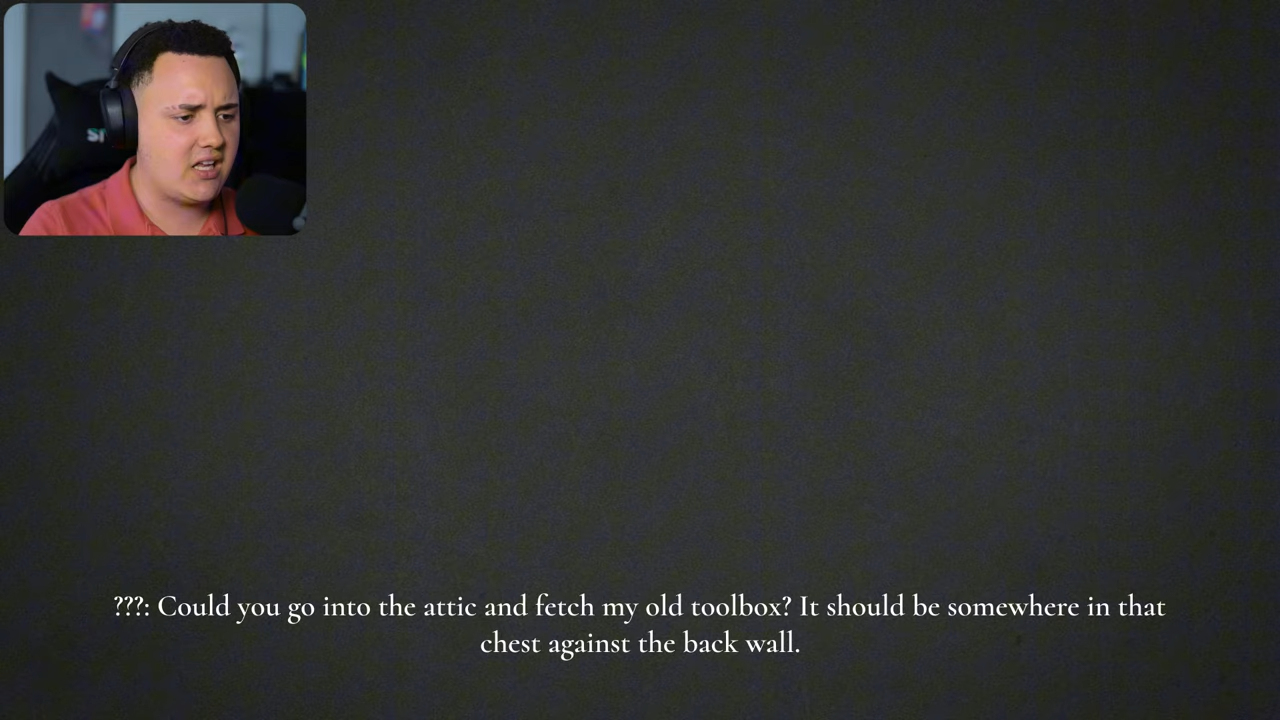 ???: Could you go into the attic and fetch my old toolbox? It should be somewhere in that
chest against the back wall.